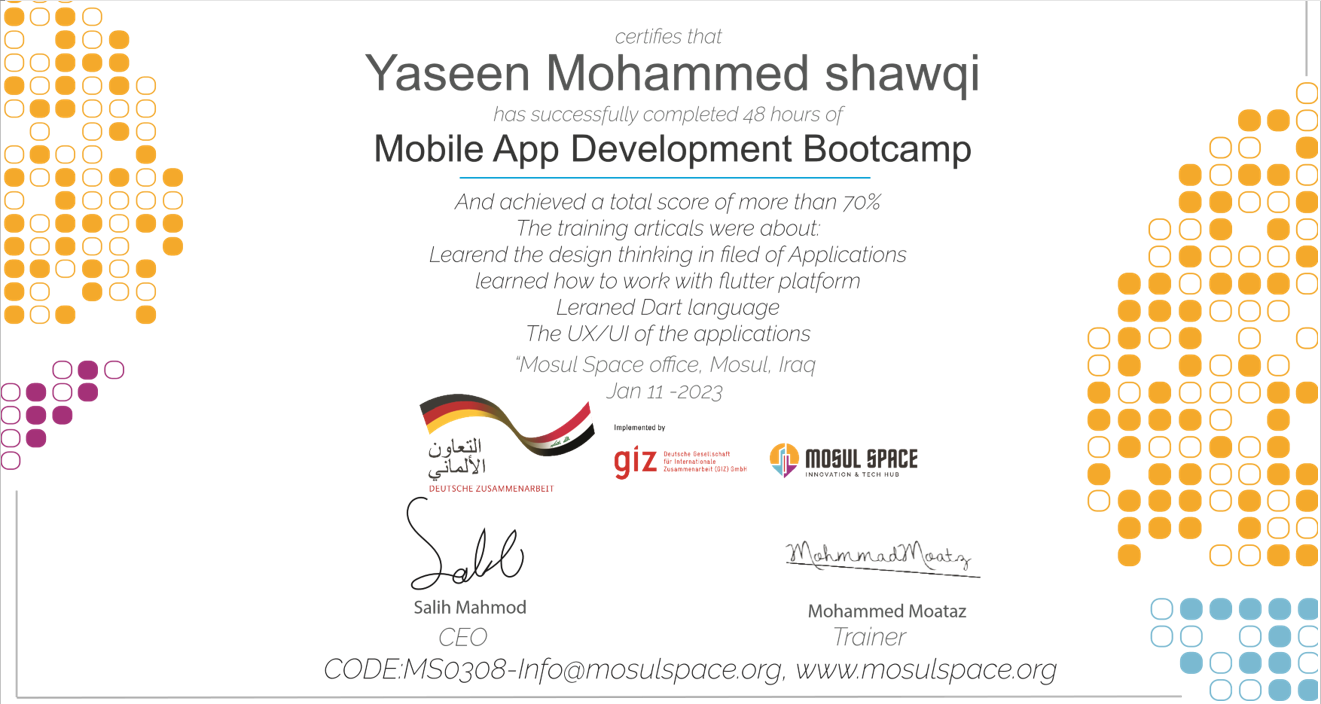 certifies that
Yaseen Mohammed shawqi
has successfully completed 48 hours of
Mobile App Development Bootcamp
And achieved a total score of more than 70%
The training articals were about:
Learend the design thinking in filed of Applications
learned how to work with flutter platform
Leraned Dart language
The UX/UI of the applications
“Mosul Space office, Mosul, Iraq
Jan 11 -2023
التعاون
الألماني
DEUTSCHE ZUSAMMENARBEIT
Implemented by
giz
Deutsche Gesellschaft
für Internationale
Zusammenarbeit (GIZ) GmbH
MOSUL SPACE
INNOVATION & TECH HUB
Salih Mahmod
CEO
MohmmadMoatz
Mohammed Moataz
Trainer
CODE:MS0308-Info@mosulspace.org, www.mosulspace.org